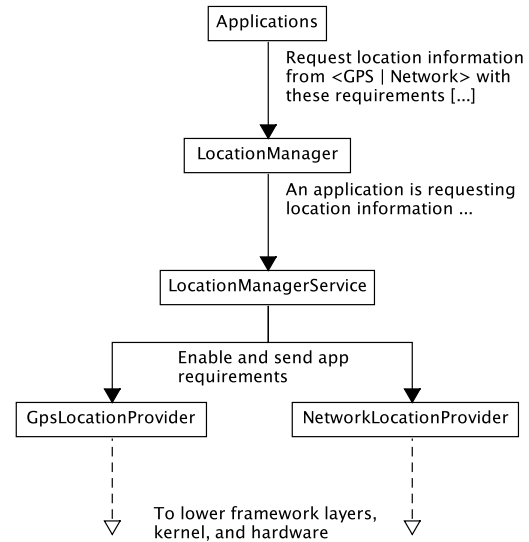 Applications
Request location information
from <GPS | Network> with
these requirements [...]
LocationManager
An application is requesting
location information ...
LocationManagerService
Enable and send app
requirements
GpsLocationProvider
NetworkLocationProvider
To lower framework layers,
kernel, and hardware